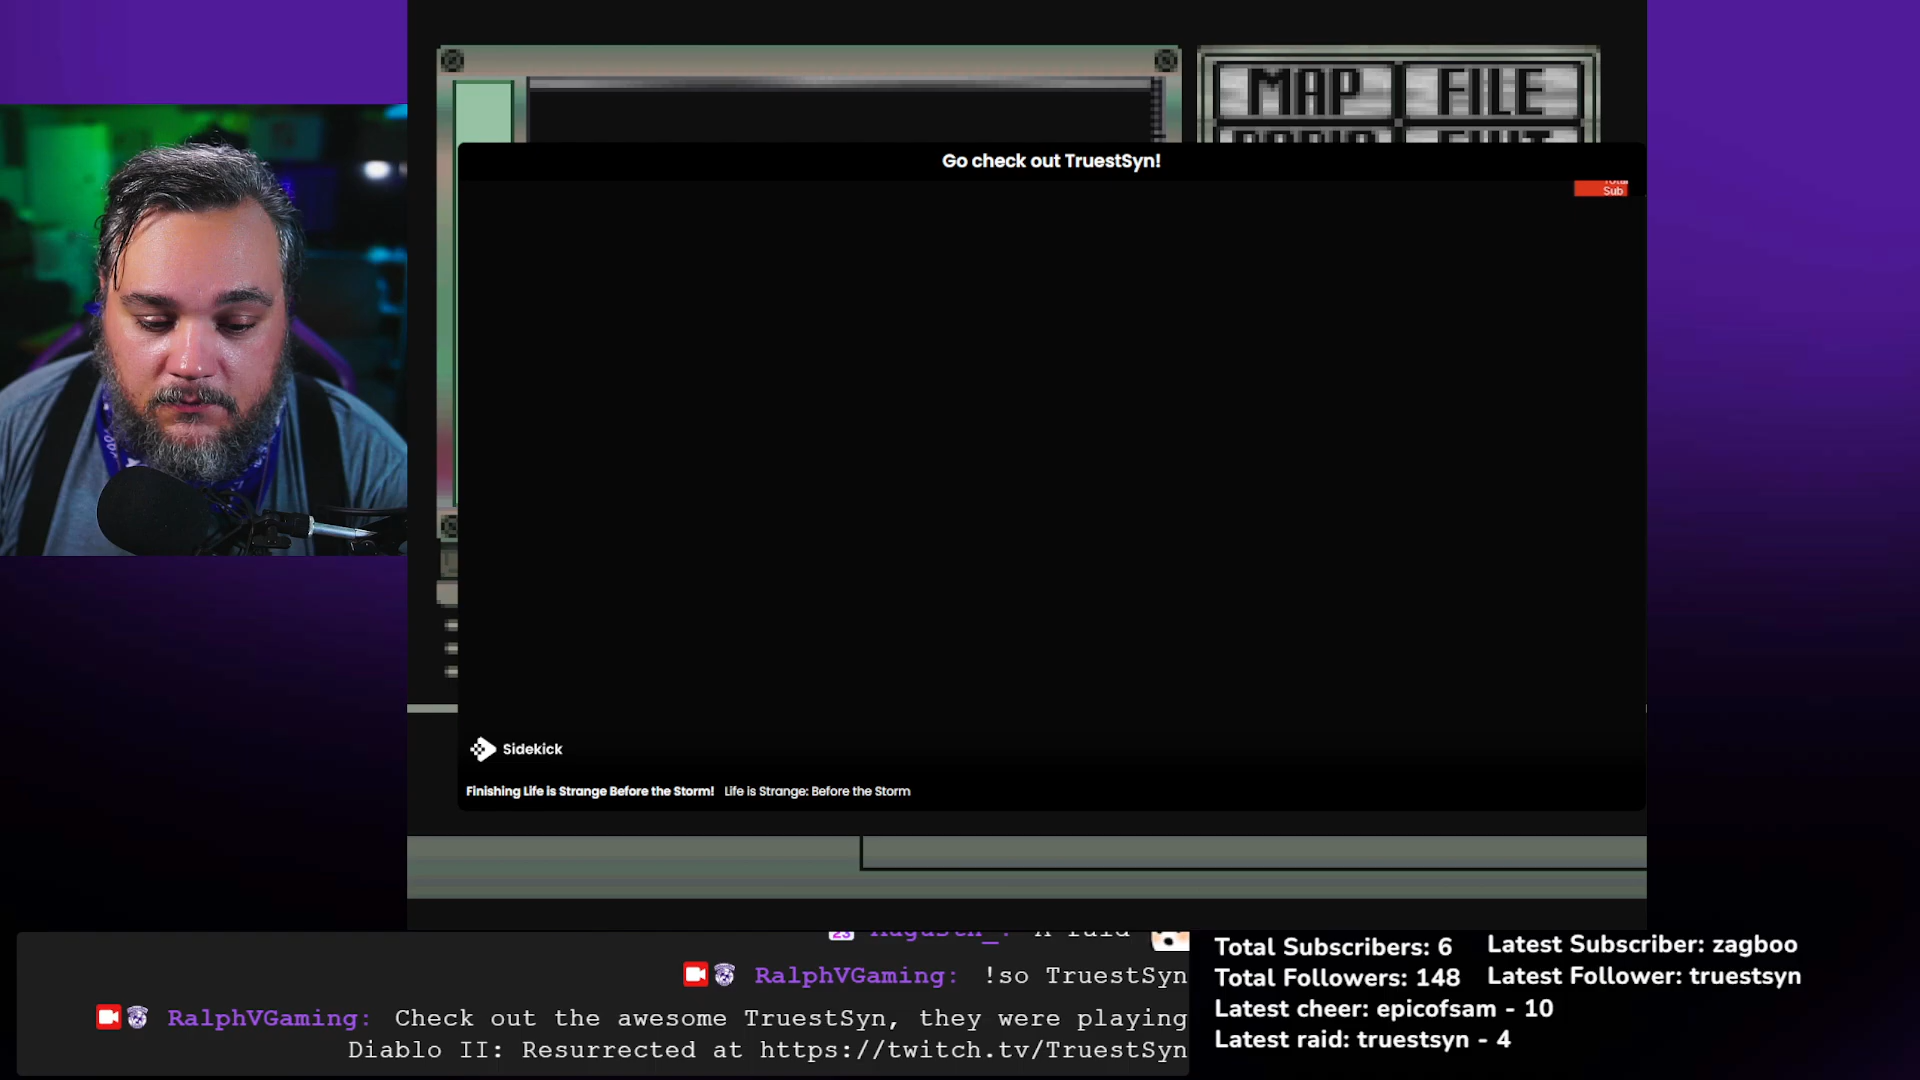 MAP FILE
Go check out TruestSyn!
Sub
Sidekick
Finishing Life is Strange Before the Storm! Life is Strange: Before the Storm
RalphVGaming: !so TruestSyn
RalphVGaming: Check out the awesome TruestSyn, they were playing
Diablo II: Resurrected at https://twitch.tv/TruestSyn
Total Subscribers: 6
Latest Subscriber: zagboo
Total Followers: 148
Latest Follower: truestsyn
Latest cheer: epicofsam - 10
Latest raid: truestsyn - 4